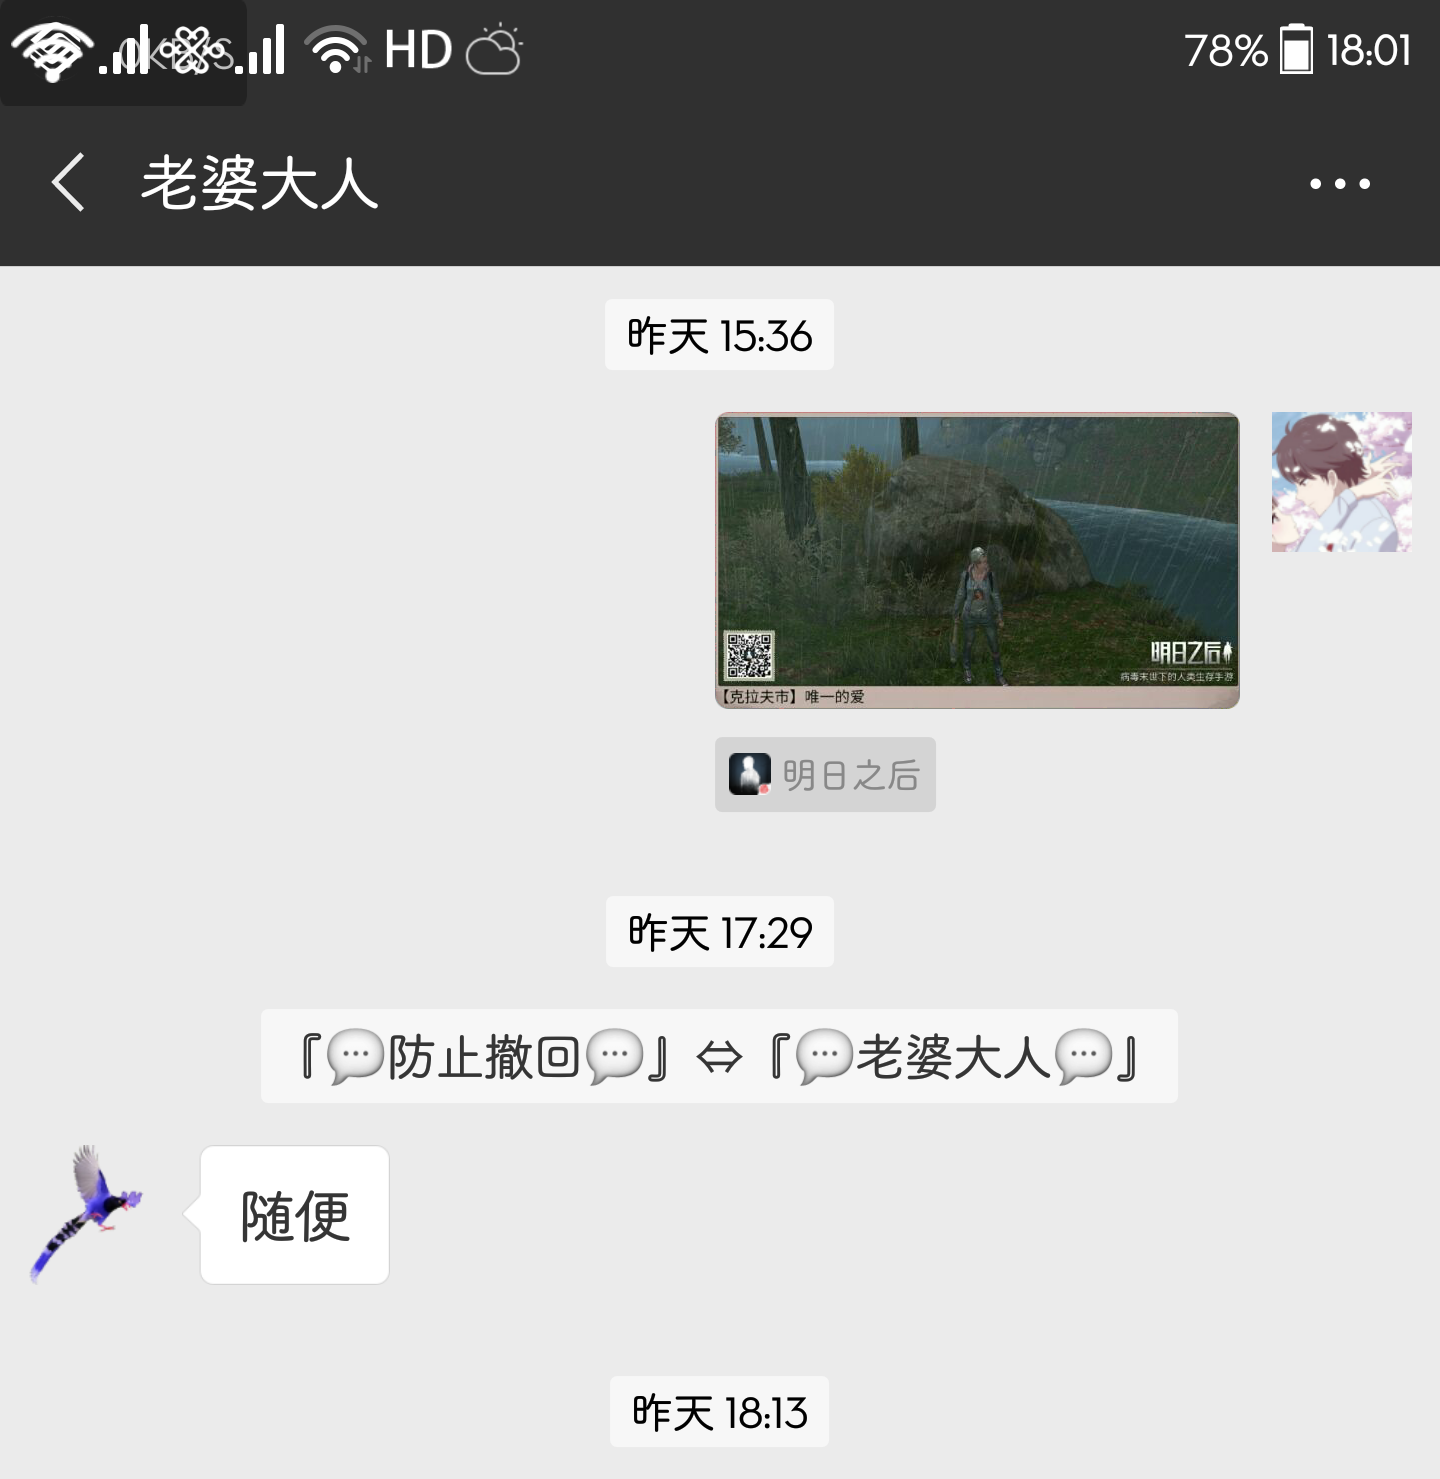 0KB/S HD 78% 18:01
老婆大人
昨天 15:36
明日之后
病毒末世下的人类生存手游
【克拉夫市】唯一的爱
明日之后
昨天 17:29
『💬防止撤回💬』⇔『💬老婆大人💬』
随便
昨天 18:13